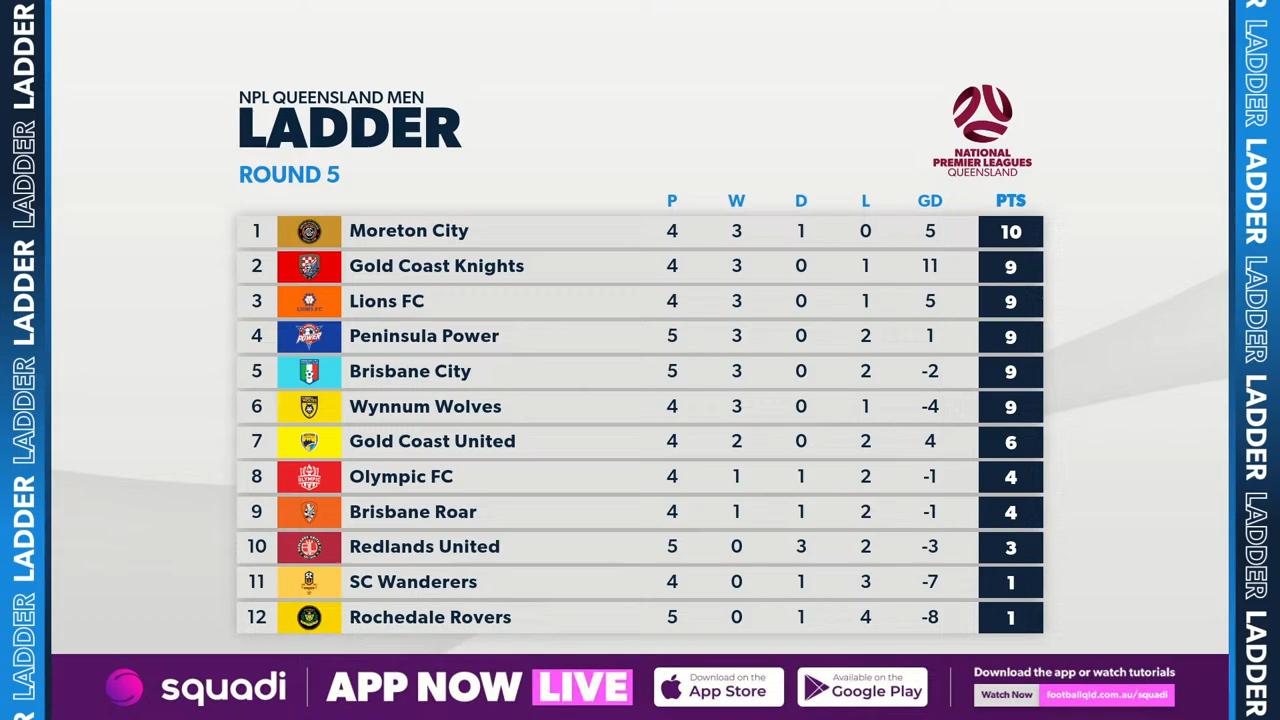 NPL QUEENSLAND MEN
LADDER
ROUND 5
NATIONAL
PREMIER LEAGUES
QUEENSLAND
P W D L GD PTS
1 Moreton City 4 3 1 0 5 10
2 Gold Coast Knights 4 3 0 1 11 9
3 LIONS FC Lions FC 4 3 0 1 5 9
4 POWER Peninsula Power 5 3 0 2 1 9
5 Brisbane City 5 3 0 2 -2 9
6 Wynnum Wolves 4 3 0 1 -4 9
7 Gold Coast United 4 2 0 2 4 6
8 OLYMPIC Olympic FC 4 1 1 2 -1 4
9 Brisbane Roar 4 1 1 2 -1 4
10 Redlands United 5 0 3 2 -3 3
11 SC Wanderers 4 0 1 3 -7 1
12 Rochedale Rovers 5 0 1 4 -8 1
squadi
APP NOW LIVE
Download on the
App Store
Available on the
Google Play
Download the app or watch tutorials
Watch Now footballqld.com.au/squadi
LADDER LADDER LADDER LADDER LADDER LADDER
LADDER LADDER LADDER LADDER LADDER